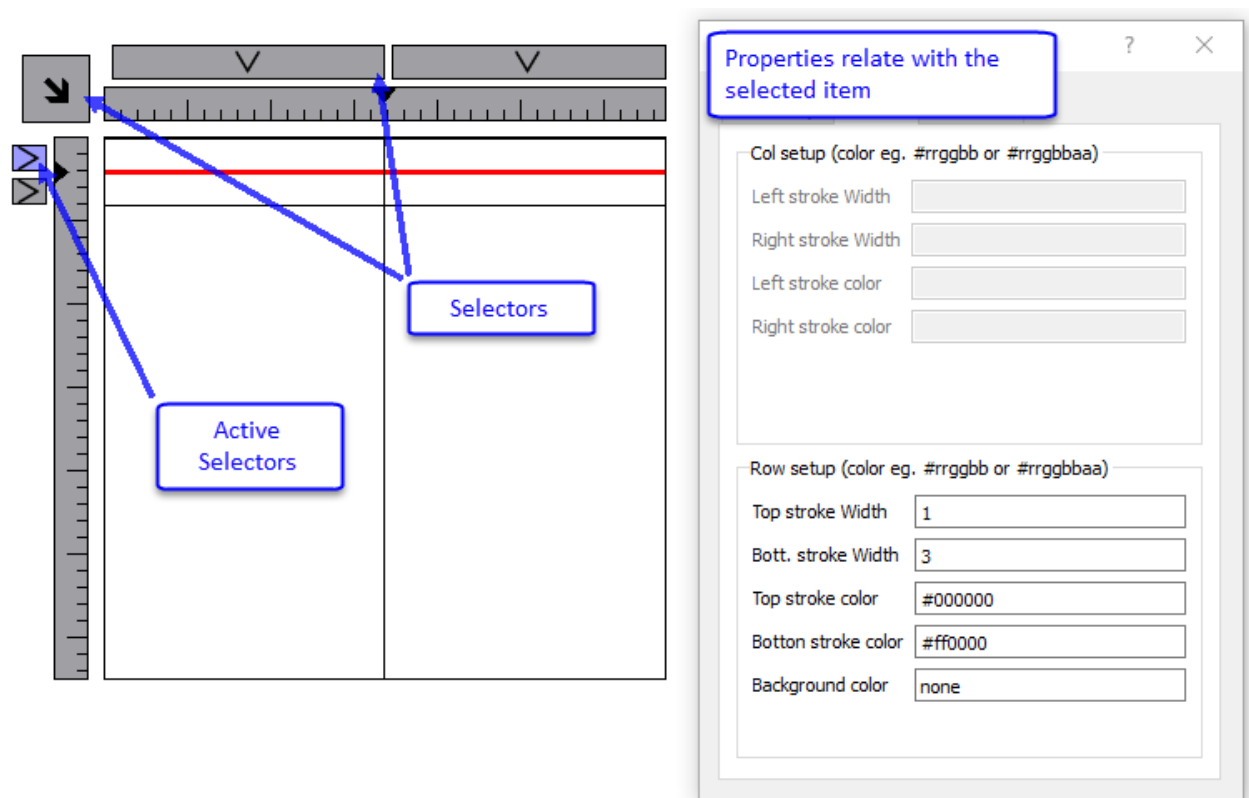 Properties relate with the
selected item
?
Col setup (color eg. #rrggbb or #rrggbbaa)
Left stroke Width
Right stroke Width
Left stroke color
Right stroke color
Selectors
Active
Selectors
Row setup (color eg. #rrggbb or #rrggbbaa)
Top stroke Width 1
Bott. stroke Width 3
Top stroke color #000000
Botton stroke color #ff0000
Background color none